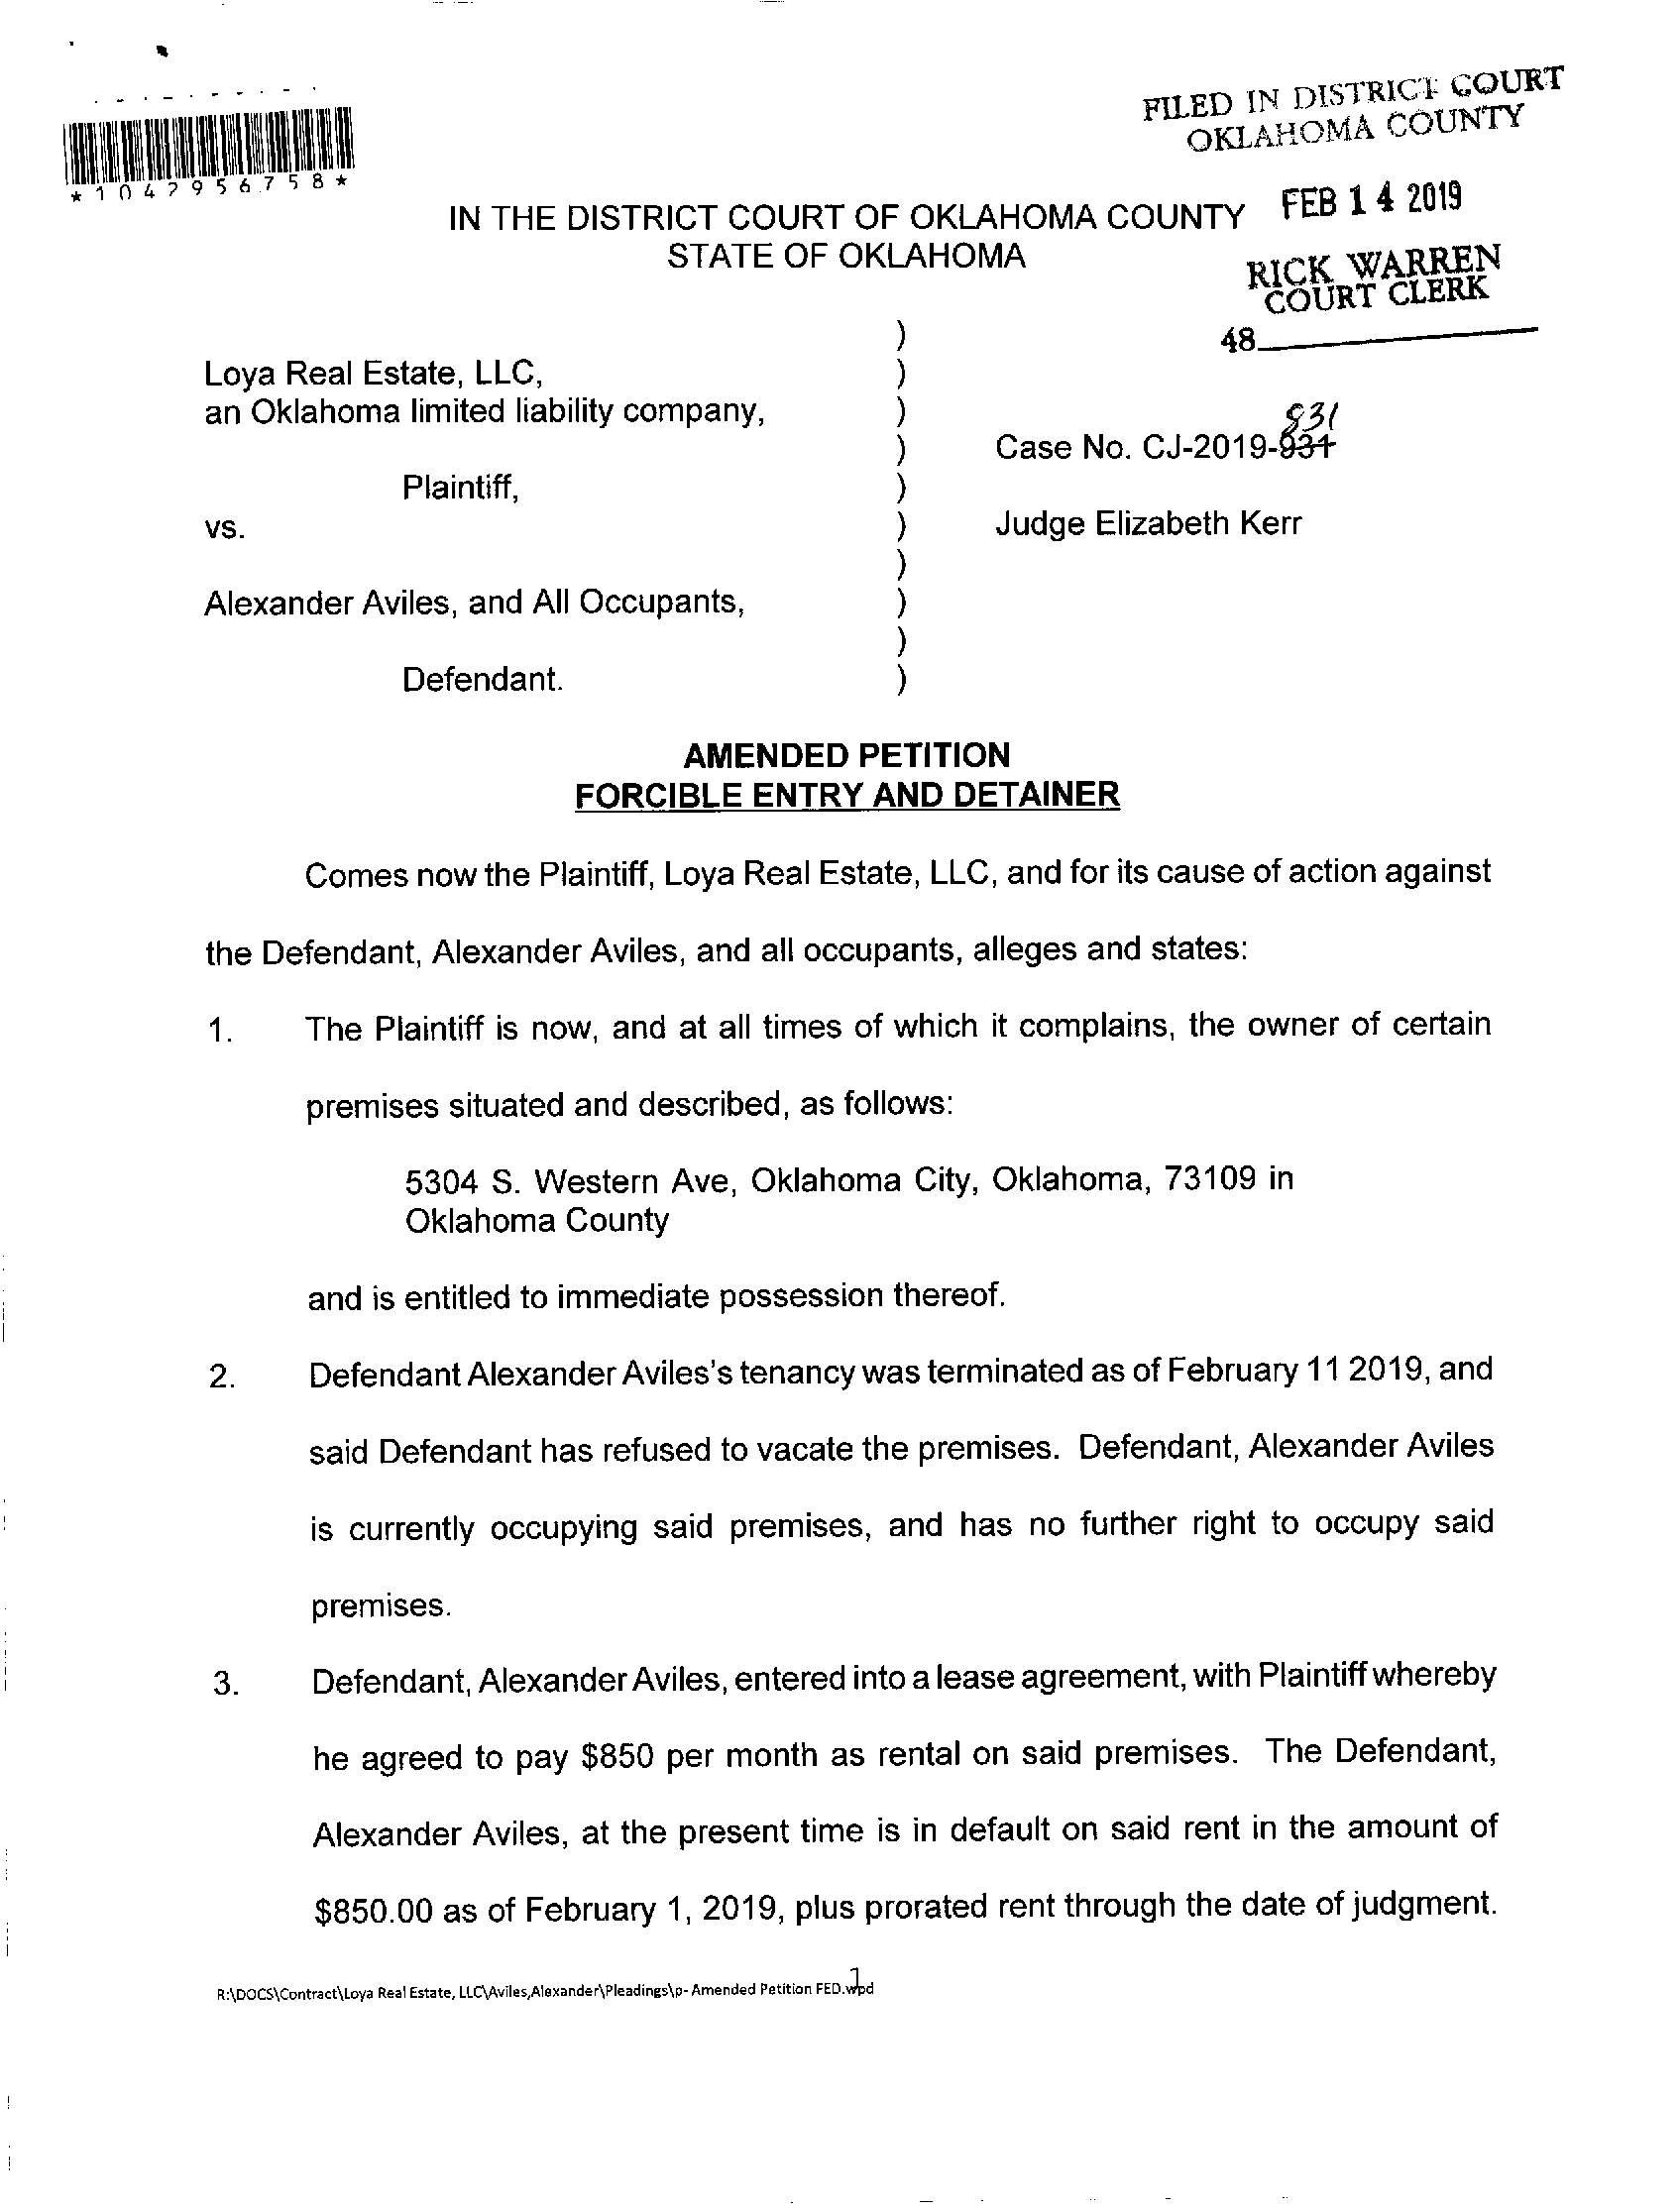 FILED IN DISTRICT COURT
OKLAHOMA COUNTY
*1042956758*
FEB 14 2019
IN THE DISTRICT COURT OF OKLAHOMA COUNTY
STATE OF OKLAHOMA
RICK WARREN
COURT CLERK
48
)
Loya Real Estate, LLC, )
an Oklahoma limited liability company, )
831
) Case No. CJ-2019-931
Plaintiff, )
vs. ) Judge Elizabeth Kerr
)
Alexander Aviles, and All Occupants, )
)
Defendant. )
AMENDED PETITION
FORCIBLE ENTRY AND DETAINER
Comes now the Plaintiff, Loya Real Estate, LLC, and for its cause of action against
the Defendant, Alexander Aviles, and all occupants, alleges and states:
1. The Plaintiff is now, and at all times of which it complains, the owner of certain
premises situated and described, as follows:
5304 S. Western Ave, Oklahoma City, Oklahoma, 73109 in
Oklahoma County
and is entitled to immediate possession thereof.
2. Defendant Alexander Aviles's tenancy was terminated as of February 11 2019, and
said Defendant has refused to vacate the premises. Defendant, Alexander Aviles
is currently occupying said premises, and has no further right to occupy said
premises.
3. Defendant, Alexander Aviles, entered into a lease agreement, with Plaintiff whereby
he agreed to pay $850 per month as rental on said premises. The Defendant,
Alexander Aviles, at the present time is in default on said rent in the amount of
$850.00 as of February 1, 2019, plus prorated rent through the date of judgment.
1
R:\DOCS\Contract\Loya Real Estate, LLC\Aviles,Alexander\Pleadings\p- Amended Petition FED.wpd